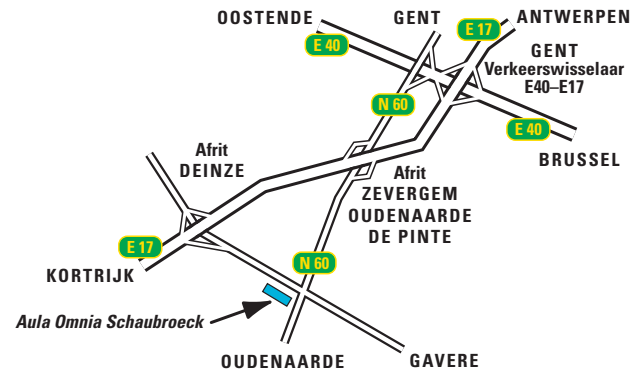 OOSTENDE
GENT
E 17
ANTWERPEN
E 40
GENT
Verkeerswisselaar
E40–E17
N 60
E 40
BRUSSEL
Afrit
DEINZE
Afrit
ZEVERGEM
OUDENAARDE
DE PINTE
E 17
KORTRIJK
N 60
Aula Omnia Schaubroeck
OUDENAARDE
GAVERE